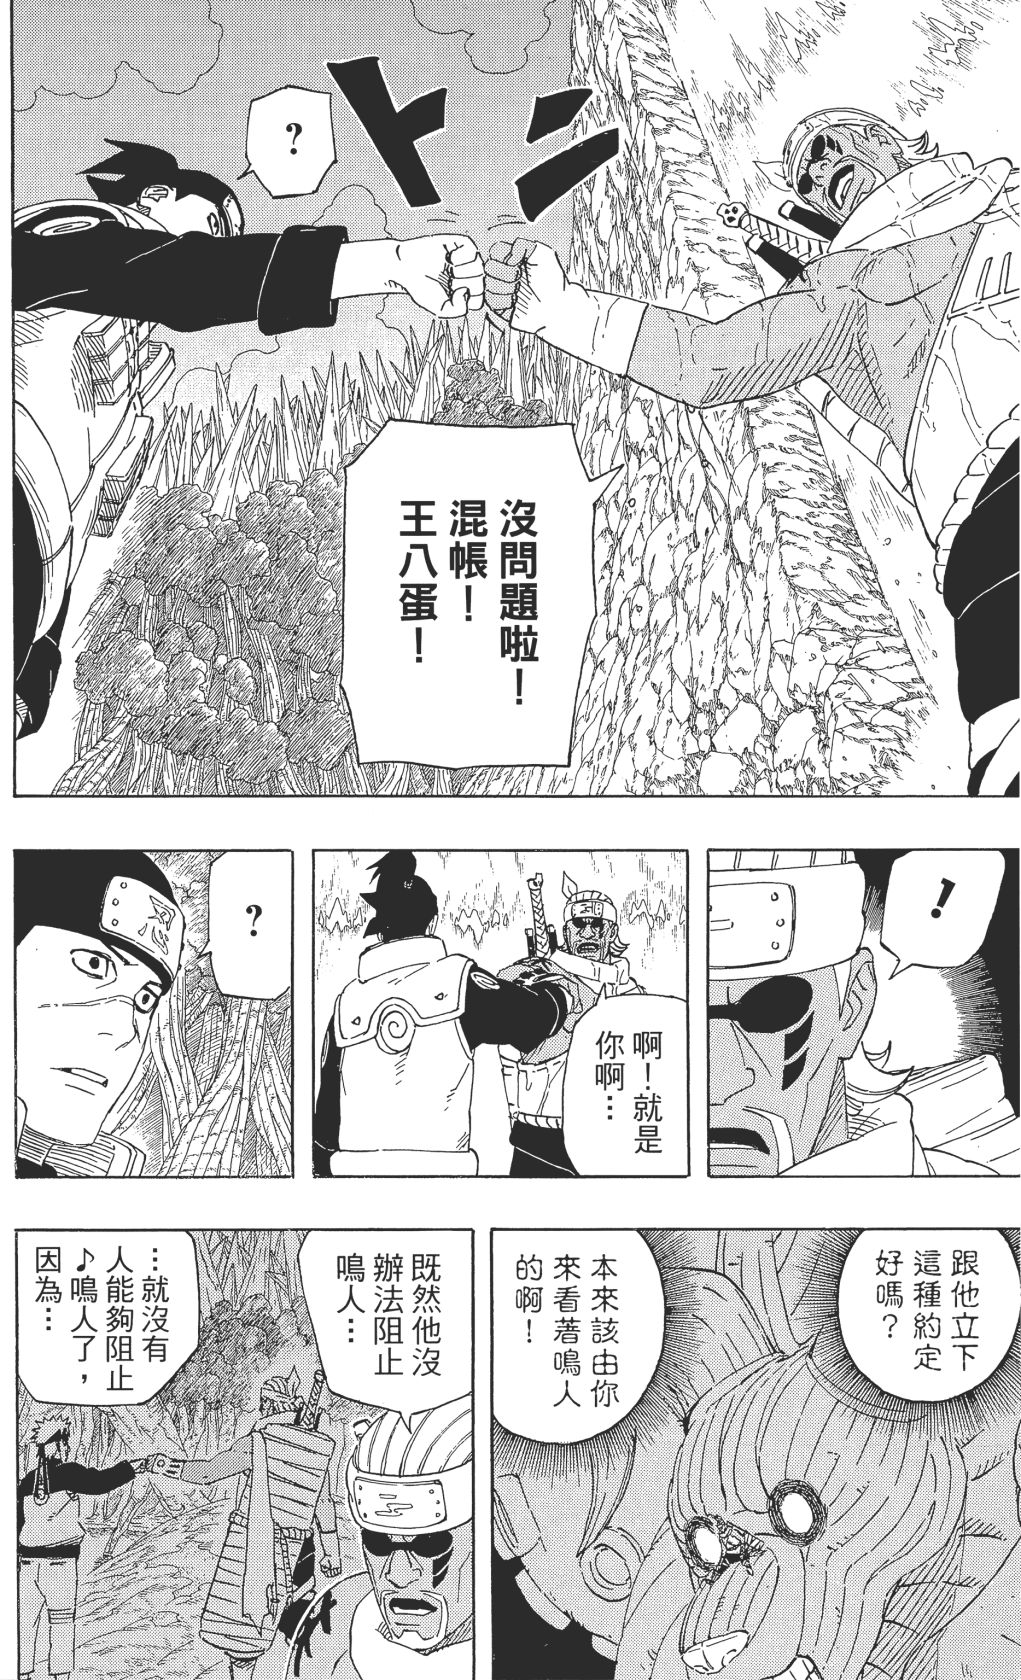 トン
?
沒問題啦!
混帳!
王八蛋!
!
啊!就是
你啊…
?
跟他立下
這種約定
好嗎?
本來該由你
來看著鳴人
的啊!
既然他沒
辦法阻止
鳴人…
…就沒有
人能夠阻止
♪鳴人了，
因為…